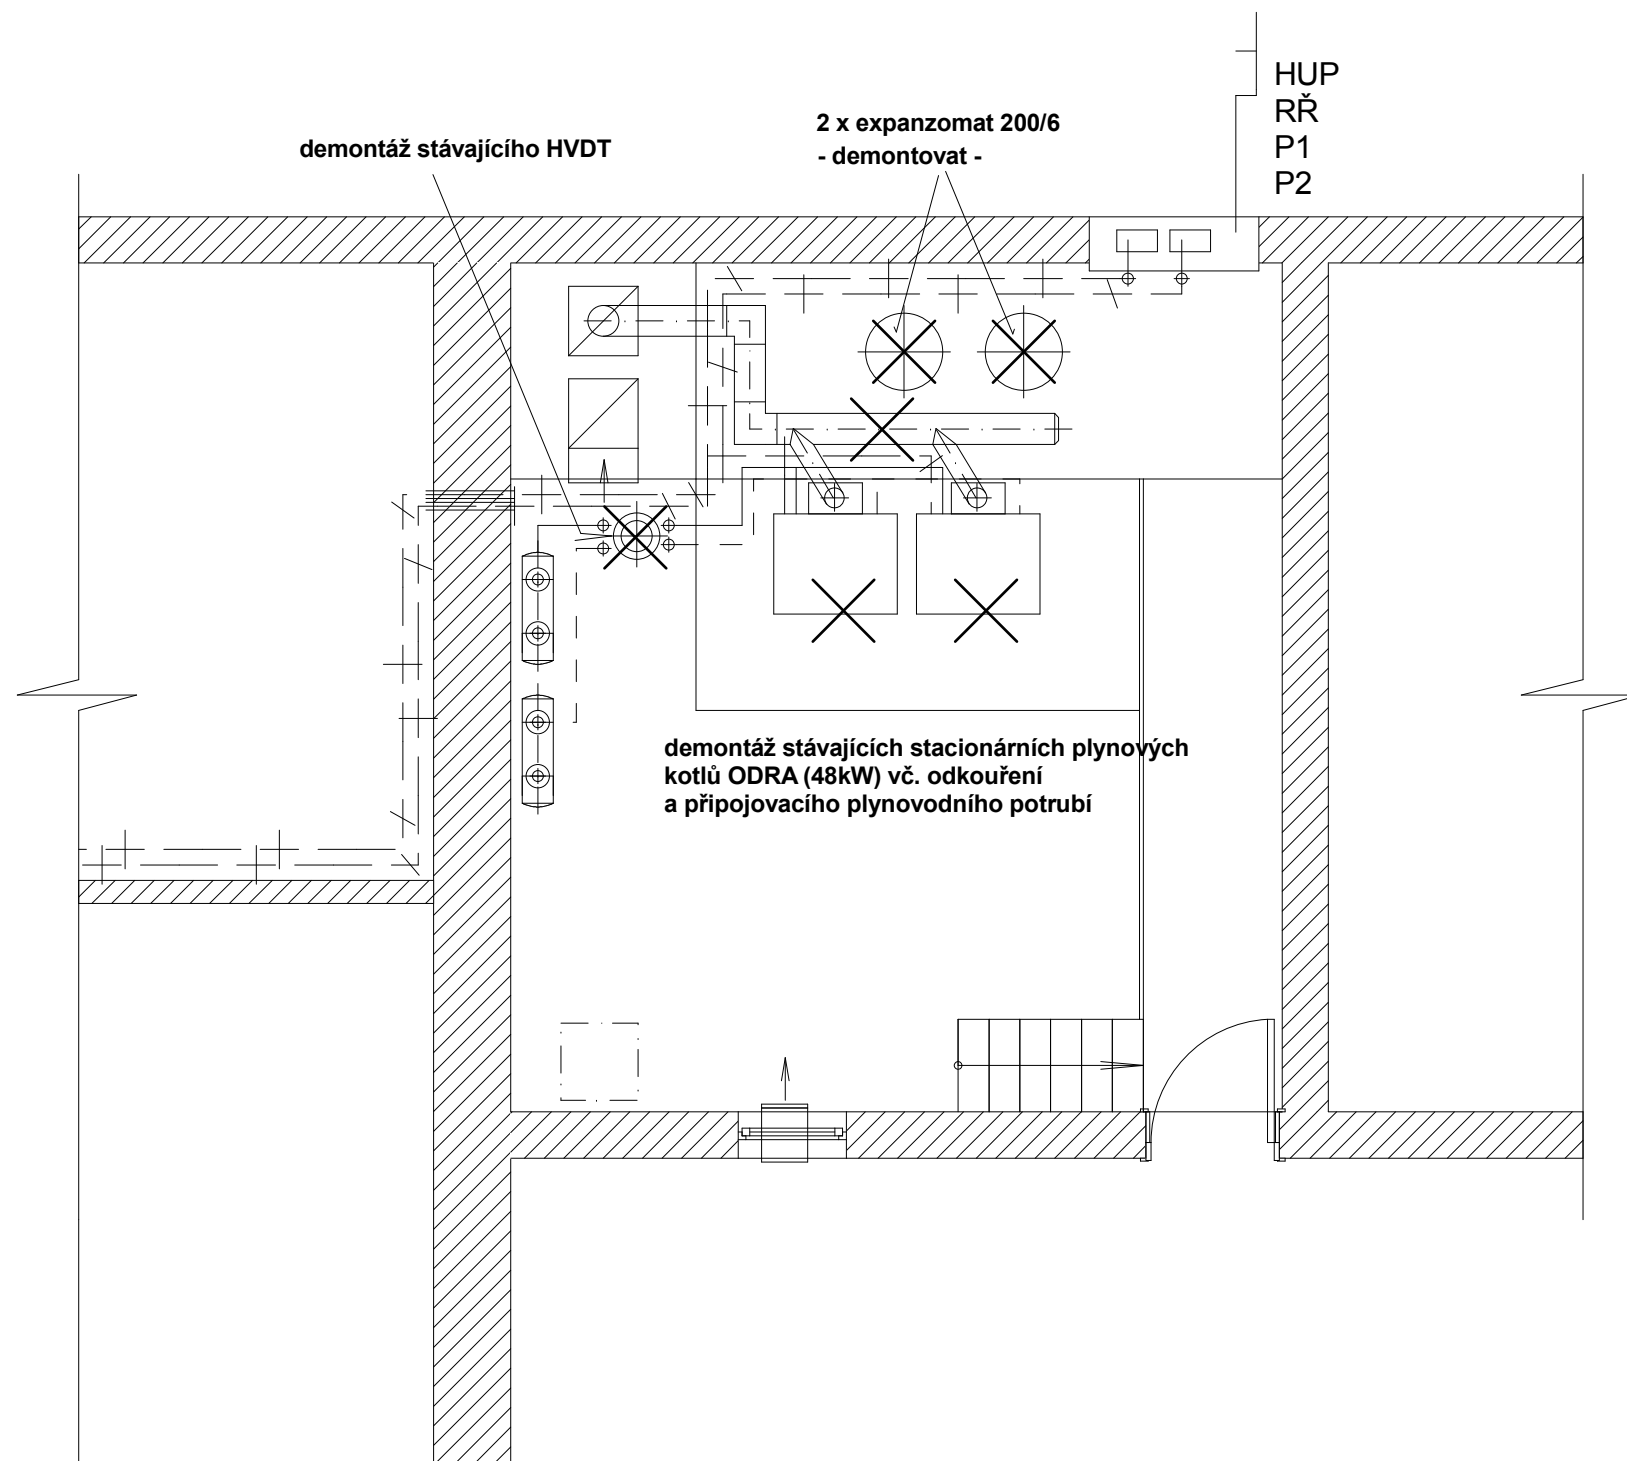 HUP
RŘ
P1
P2
2 x expanzomat 200/6
- demontovat -
demontáž stávajícího HVDT
demontáž stávajících stacionárních plynových
kotlů ODRA (48kW) vč. odkouření
a připojovacího plynovodního potrubí